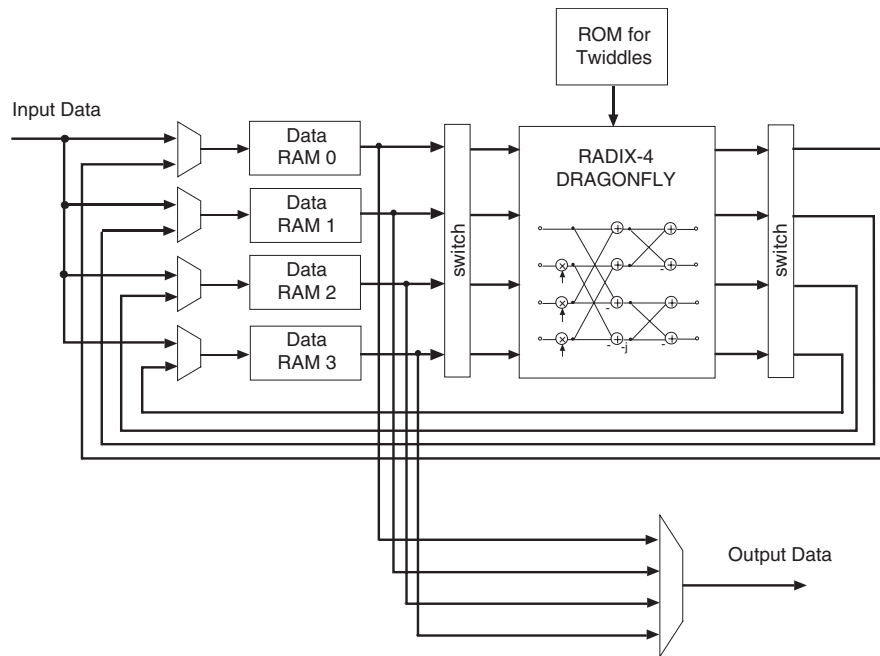 ROM for
Twiddles
Input Data
Data
RAM 0
Data
RAM 1
Data
RAM 2
Data
RAM 3
switch
RADIX-4
DRAGONFLY
-j
switch
Output Data